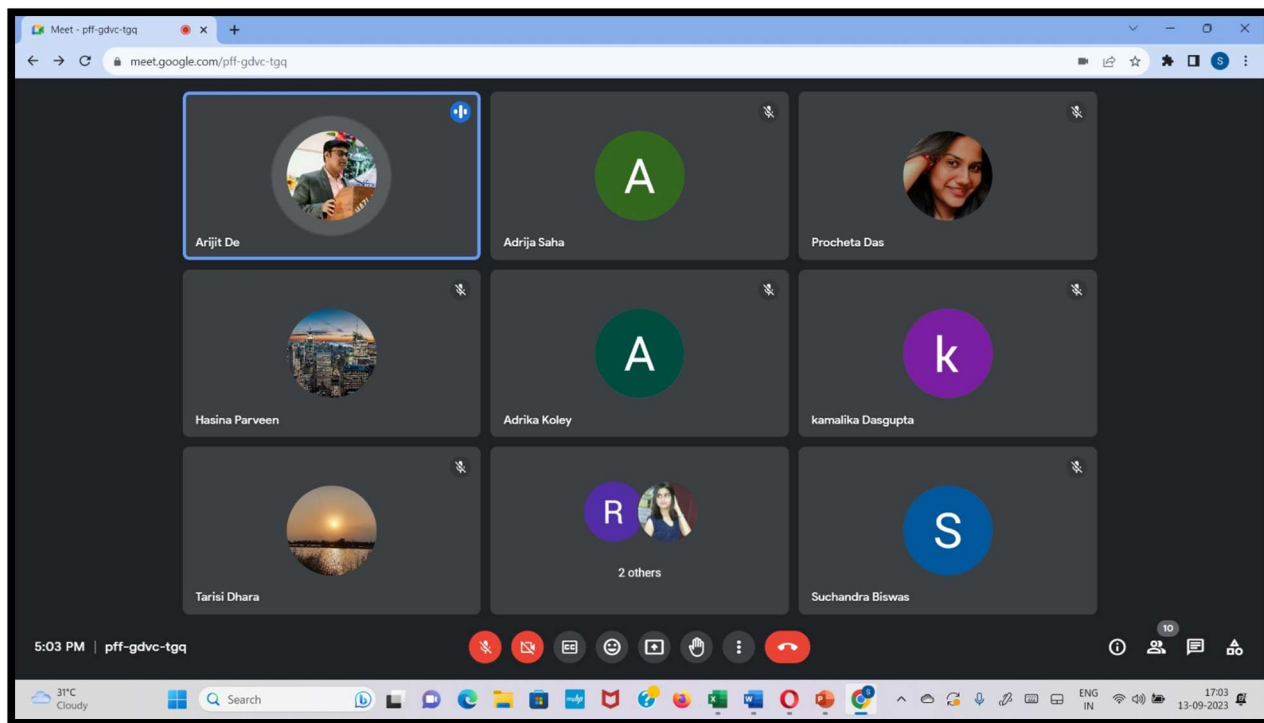 Meet - pff-gdvc-tgq
meet.google.com/pff-gdvc-tgq
S
Arijit De
A
Adrija Saha
Procheta Das
Hasina Parveen
A
Adrika Koley
k
kamalika Dasgupta
Tarisi Dhara
R
2 others
S
Suchandra Biswas
5:03 PM | pff-gdvc-tgq
10
31°C
Cloudy
Search
ENG
IN
17:03
13-09-2023